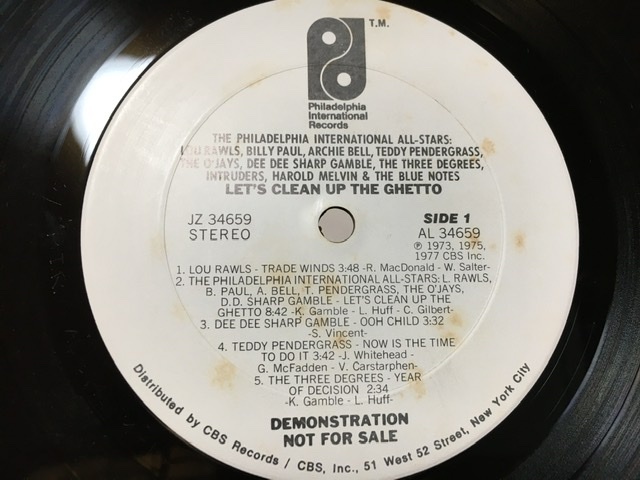 T.M.
Philadelphia
International
Records
THE PHILADELPHIA INTERNATIONAL ALL-STARS:
LOU RAWLS, BILLY PAUL, ARCHIE BELL, TEDDY PENDERGRASS,
THE O'JAYS, DEE DEE SHARP GAMBLE, THE THREE DEGREES,
INTRUDERS, HAROLD MELVIN & THE BLUE NOTES
LET'S CLEAN UP THE GHETTO
JZ 34659
STEREO
SIDE 1
AL 34659
℗ 1973, 1975,
1977 CBS Inc.
1. LOU RAWLS - TRADE WINDS 3:48 -R. MacDonald - W. Salter-
2. THE PHILADELPHIA INTERNATIONAL ALL-STARS: L. RAWLS,
B. PAUL, A. BELL, T. PENDERGRASS, THE O'JAYS,
D.D. SHARP GAMBLE - LET'S CLEAN UP THE
GHETTO 8:42 -K. Gamble - L. Huff - C. Gilbert-
3. DEE DEE SHARP GAMBLE - OOH CHILD 3:32
-S. Vincent-
4. TEDDY PENDERGRASS - NOW IS THE TIME
TO DO IT 3:42 -J. Whitehead -
G. McFadden - V. Carstarphen-
5. THE THREE DEGREES - YEAR
OF DECISION 2:34
-K. Gamble - L. Huff-
DEMONSTRATION
NOT FOR SALE
Distributed by CBS Records / CBS, Inc., 51 West 52 Street, New York City